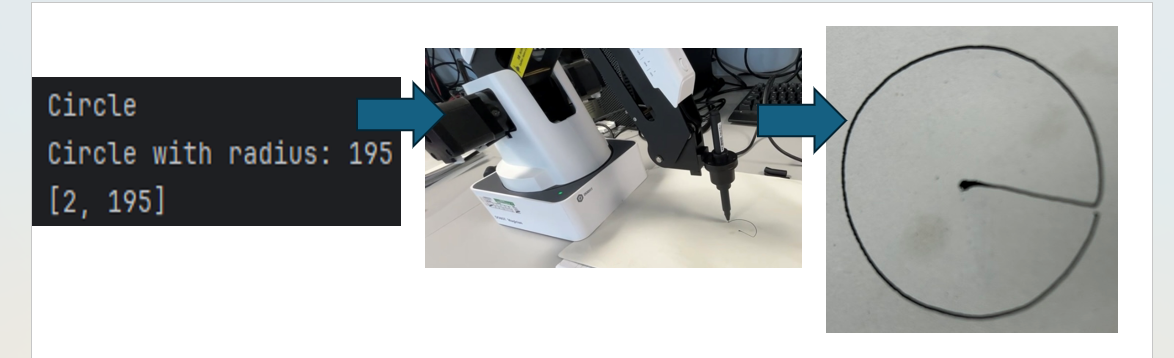 Circle
Circle with radius: 195
[2, 195]